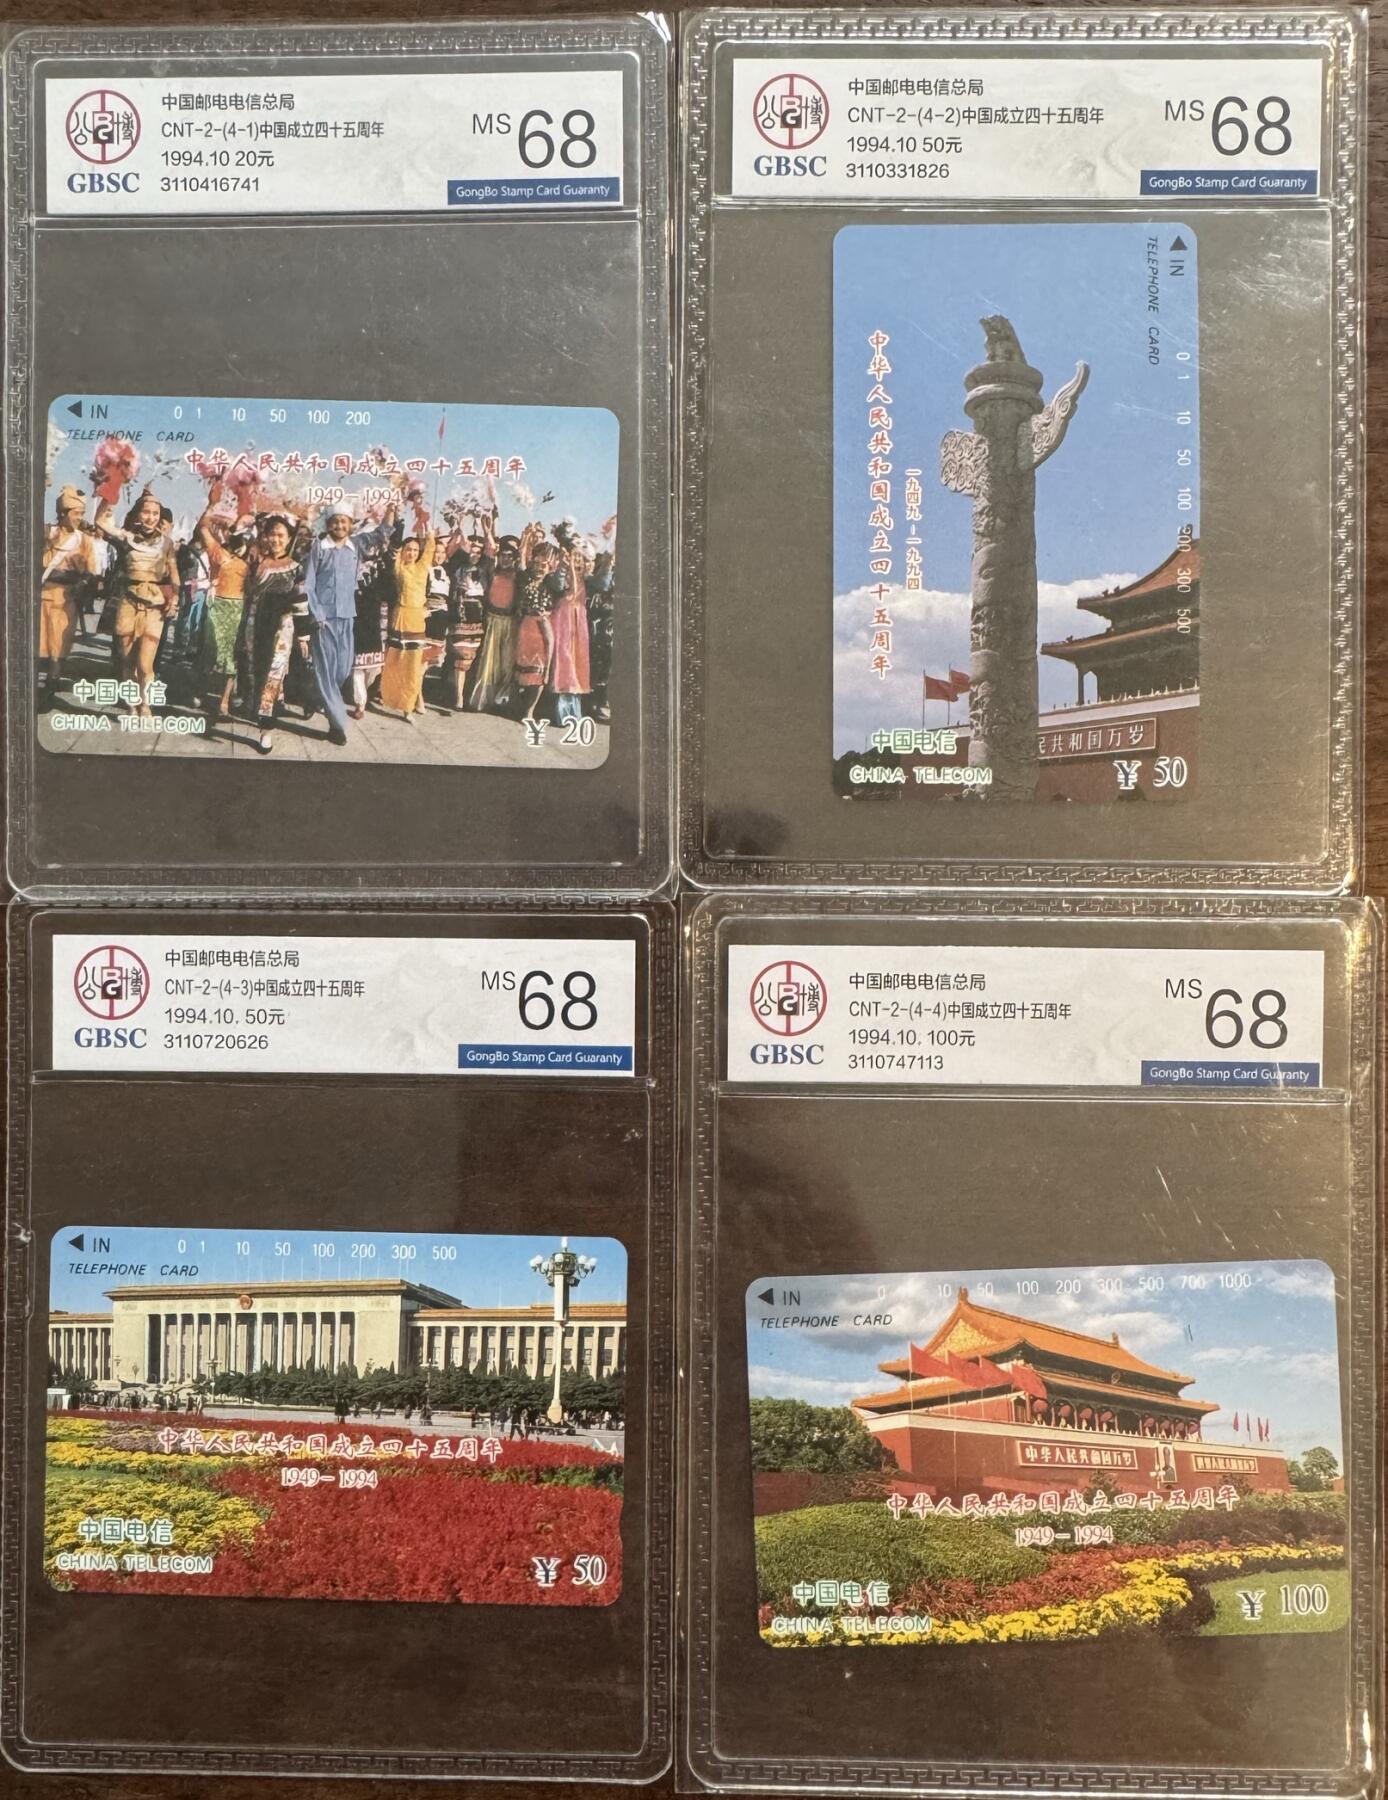 中国邮电电信总局
CNT-2-(4-1)中国成立四十五周年
1994.10 20元
3110416741
公博
BGC
GBSC
MS 68
GongBo Stamp Card Guaranty
IN
0 1 10 50 100 200
TELEPHONE CARD
中华人民共和国成立四十五周年
1949-1994
中国电信
CHINA TELECOM
¥ 20
中国邮电电信总局
CNT-2-(4-2)中国成立四十五周年
1994.10 50元
3110331826
公博
BGC
GBSC
MS 68
GongBo Stamp Card Guaranty
IN
TELEPHONE CARD
0 1 10 50 100 200 300 500
中华人民共和国成立四十五周年
一九四九-一九九四
民共和国万岁
中国电信
CHINA TELECOM
¥ 50
中国邮电电信总局
CNT-2-(4-3)中国成立四十五周年
1994.10. 50元
3110720626
公博
BGC
GBSC
MS 68
GongBo Stamp Card Guaranty
IN
0 1 10 50 100 200 300 500
TELEPHONE CARD
中华人民共和国成立四十五周年
1949-1994
中国电信
CHINA TELECOM
¥ 50
中国邮电电信总局
CNT-2-(4-4)中国成立四十五周年
1994.10. 100元
3110747113
公博
BGC
GBSC
MS 68
GongBo Stamp Card Guaranty
IN
0 10 50 100 200 300 500 700 1000
TELEPHONE CARD
中华人民共和国万岁
中华人民共和国成立四十五周年
1949-1994
中国电信
CHINA TELECOM
¥ 100